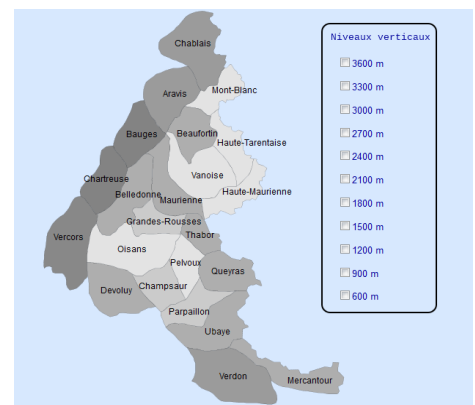 Chablais
Mont-Blanc
Aravis
Beaufortin
Bauges
Haute-Tarentaise
Vanoise
Chartreuse
Haute-Maurienne
Belledonne
Maurienne
Grandes-Rousses
Vercors
Thabor
Oisans
Pelvoux
Queyras
Devoluy
Champsaur
Parpaillon
Ubaye
Verdon
Mercantour
Niveaux verticaux
3600 m
3300 m
3000 m
2700 m
2400 m
2100 m
1800 m
1500 m
1200 m
900 m
600 m